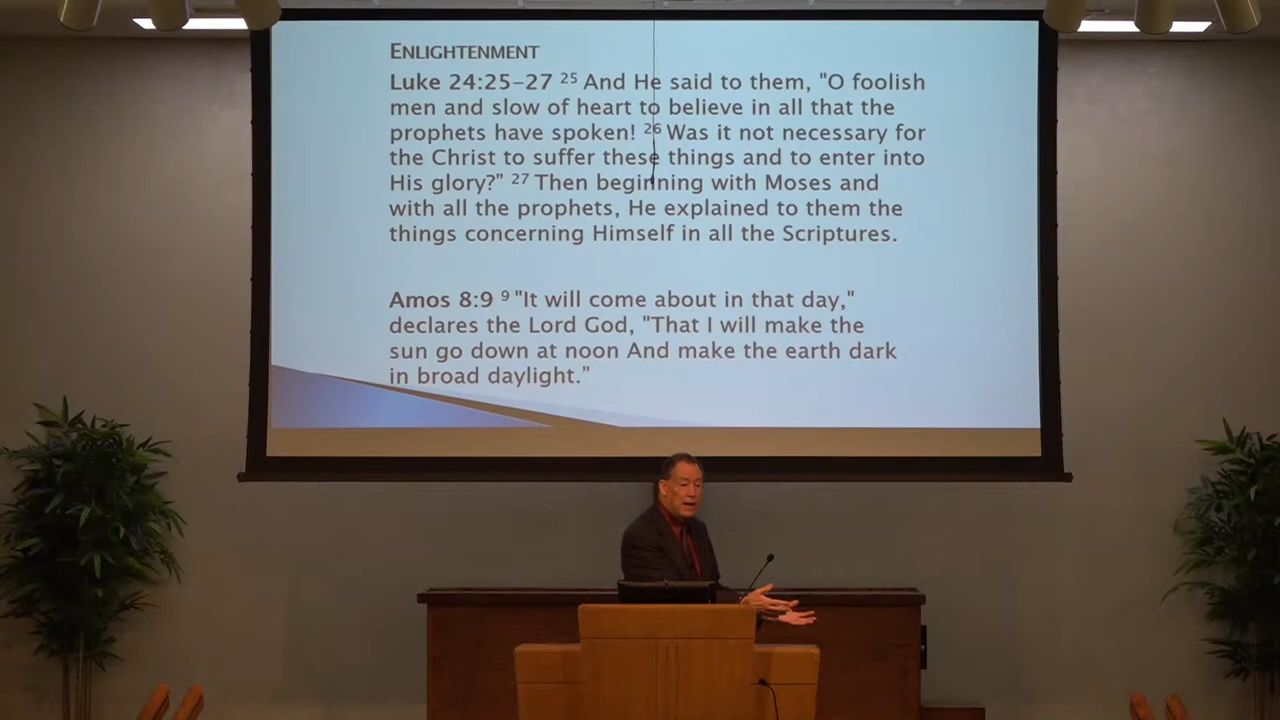 ENLIGHTENMENT
Luke 24:25–27 25 And He said to them, "O foolish
men and slow of heart to believe in all that the
prophets have spoken! 26 Was it not necessary for
the Christ to suffer these things and to enter into
His glory?” 27 Then beginning with Moses and
with all the prophets, He explained to them the
things concerning Himself in all the Scriptures.
Amos 8:9 9 "It will come about in that day,"
declares the Lord God, "That I will make the
sun go down at noon And make the earth dark
in broad daylight.”